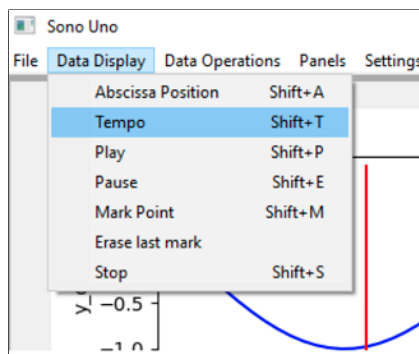 Sono Uno
File Data Display Data Operations Panels Settings
Abscissa Position Shift+A
Tempo Shift+T
Play Shift+P
Pause Shift+E
Mark Point Shift+M
Erase last mark
Stop Shift+S
−0.5